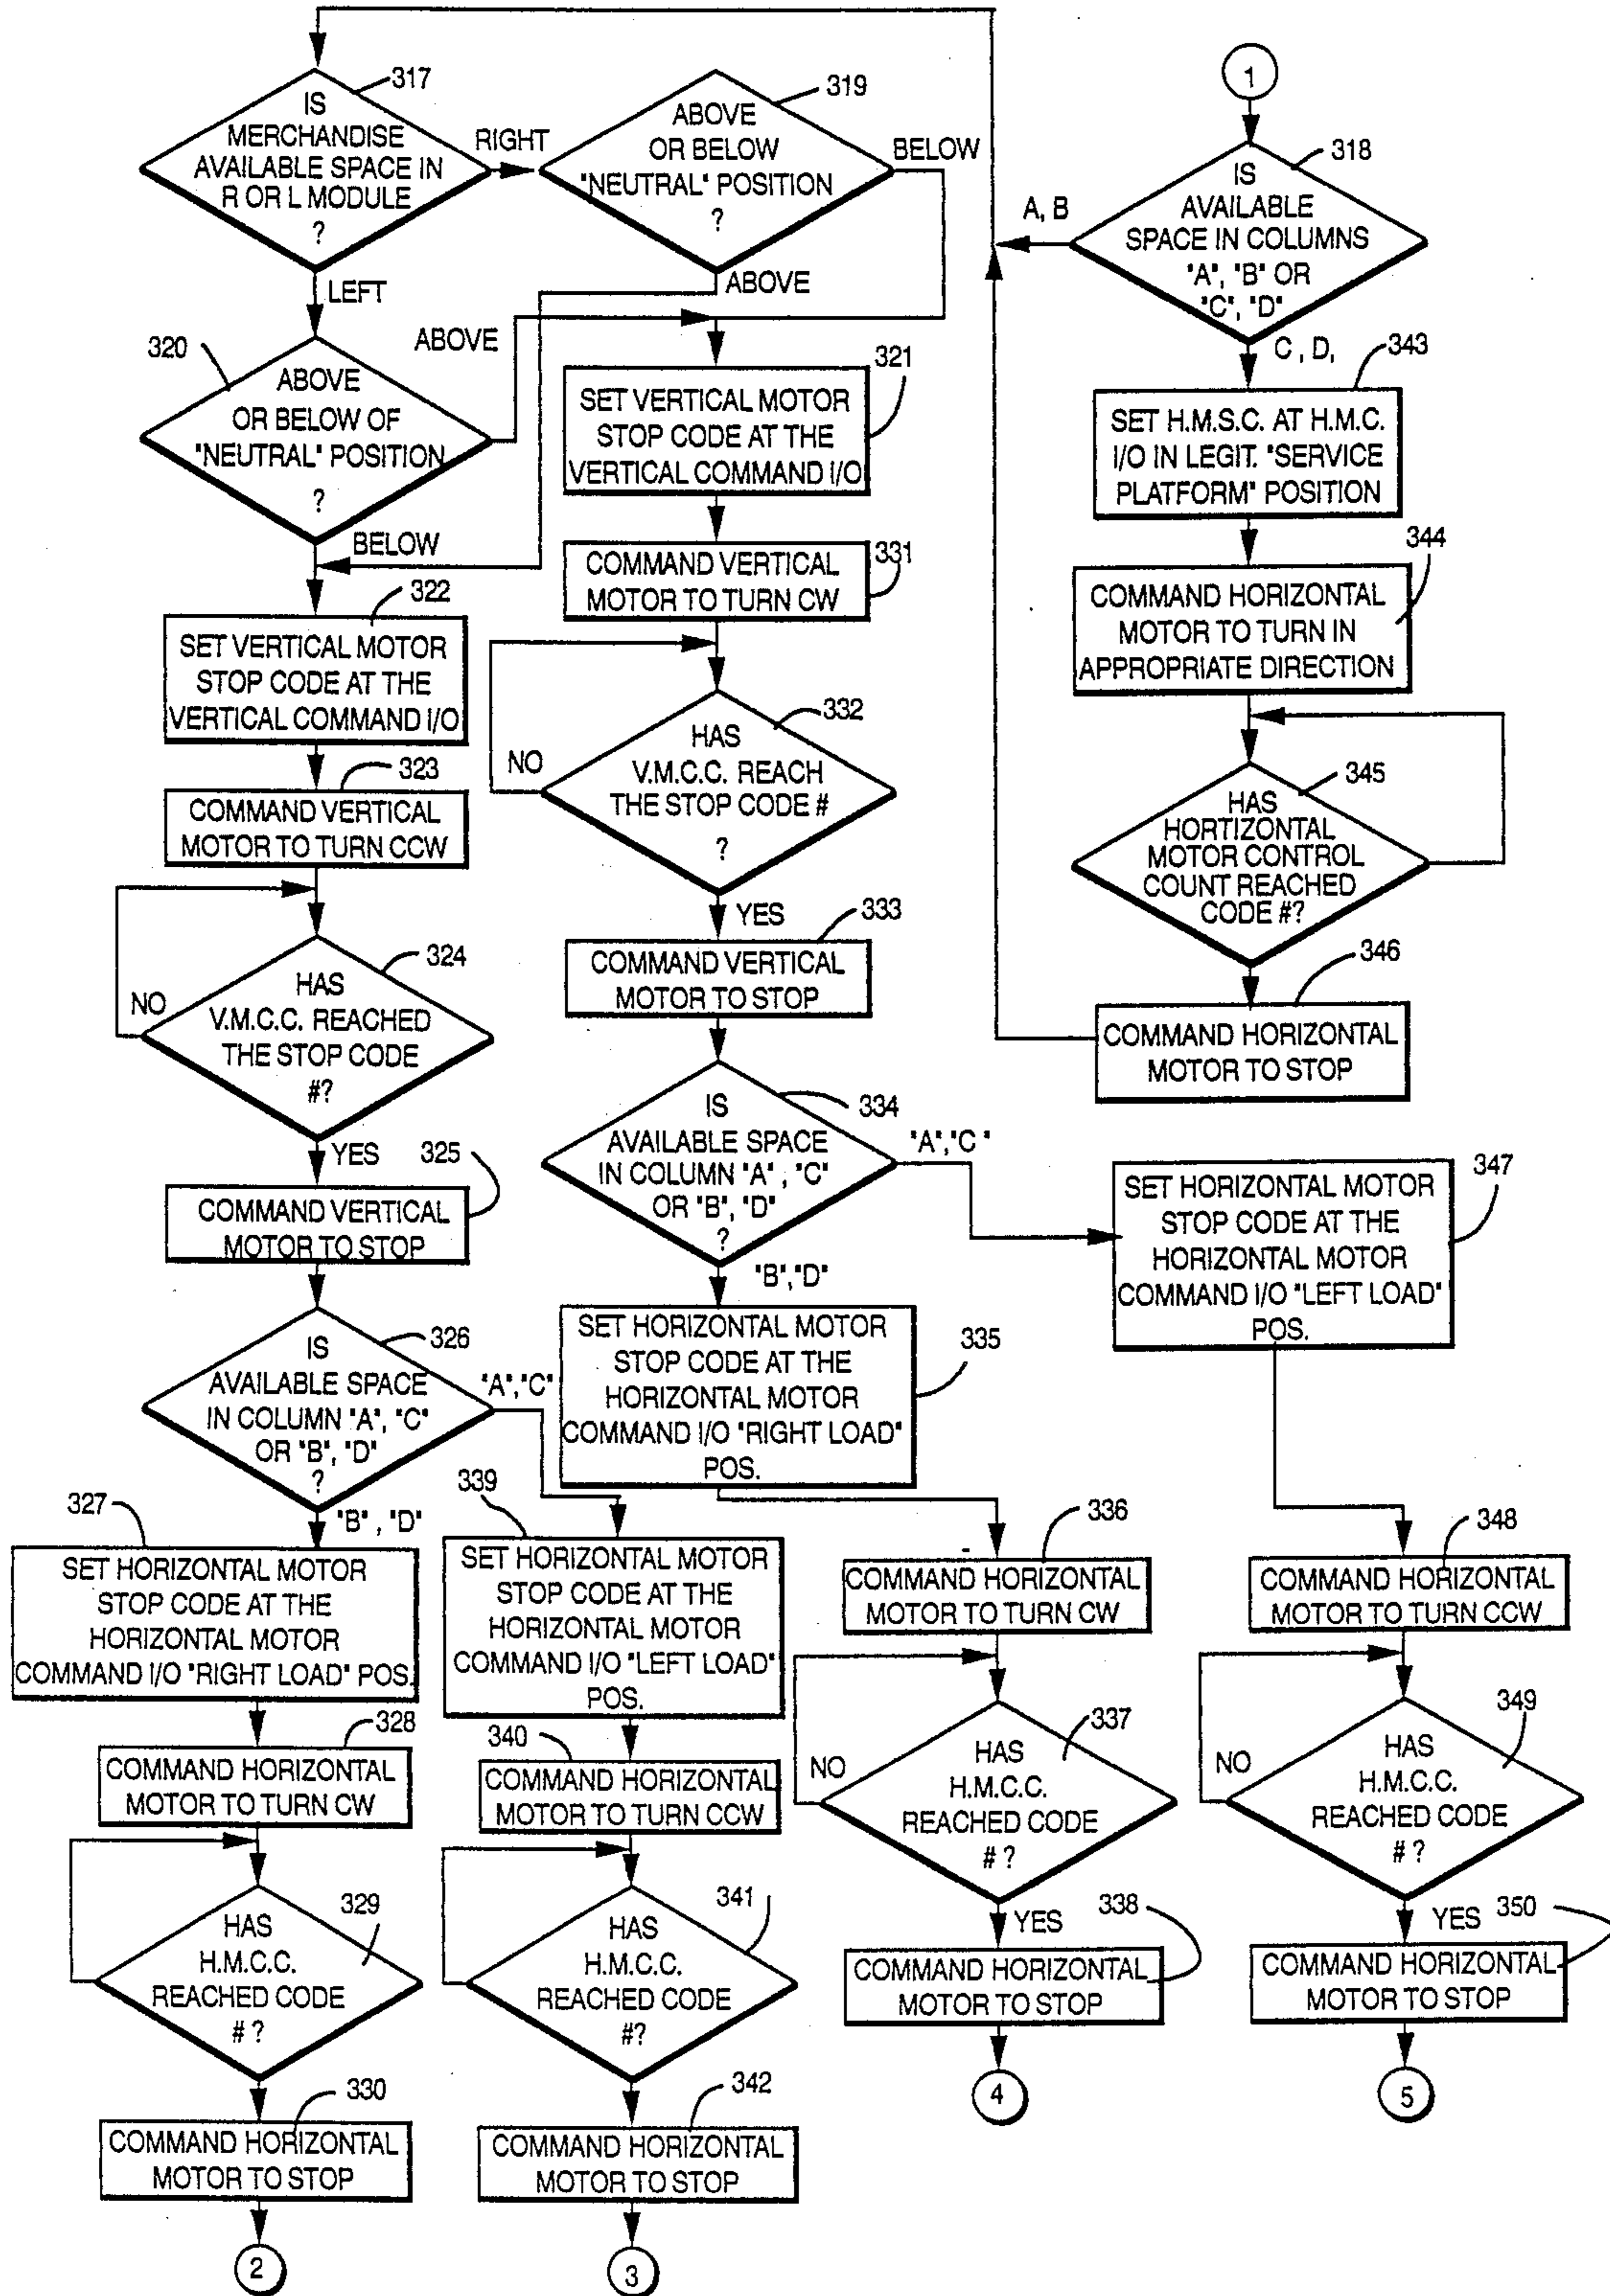 317
IS
MERCHANDISE
AVAILABLE SPACE IN
R OR L MODULE
?
RIGHT
LEFT
319
ABOVE
OR BELOW
"NEUTRAL" POSITION
?
BELOW
ABOVE
1
318
IS
AVAILABLE
SPACE IN COLUMNS
"A", "B" OR
"C", "D"
A, B
C , D,
320
ABOVE
OR BELOW OF
"NEUTRAL" POSITION
?
ABOVE
BELOW
321
SET VERTICAL MOTOR
STOP CODE AT THE
VERTICAL COMMAND I/O
343
SET H.M.S.C. AT H.M.C.
I/O IN LEGIT. "SERVICE
PLATFORM" POSITION
331
COMMAND VERTICAL
MOTOR TO TURN CW
344
COMMAND HORIZONTAL
MOTOR TO TURN IN
APPROPRIATE DIRECTION
322
SET VERTICAL MOTOR
STOP CODE AT THE
VERTICAL COMMAND I/O
332
HAS
V.M.C.C. REACH
THE STOP CODE #
?
NO
YES
345
HAS
HORTIZONTAL
MOTOR CONTROL
COUNT REACHED
CODE #?
323
COMMAND VERTICAL
MOTOR TO TURN CCW
333
COMMAND VERTICAL
MOTOR TO STOP
346
COMMAND HORIZONTAL
MOTOR TO STOP
324
HAS
V.M.C.C. REACHED
THE STOP CODE
#?
NO
YES
334
IS
AVAILABLE SPACE
IN COLUMN "A" , "C"
OR "B", "D"
?
"A","C "
"B","D"
325
COMMAND VERTICAL
MOTOR TO STOP
347
SET HORIZONTAL MOTOR
STOP CODE AT THE
HORIZONTAL MOTOR
COMMAND I/O "LEFT LOAD"
POS.
326
IS
AVAILABLE SPACE
IN COLUMN "A", "C"
OR "B", "D"
?
"A","C"
"B" , "D"
335
SET HORIZONTAL MOTOR
STOP CODE AT THE
HORIZONTAL MOTOR
COMMAND I/O "RIGHT LOAD"
POS.
327
SET HORIZONTAL MOTOR
STOP CODE AT THE
HORIZONTAL MOTOR
COMMAND I/O "RIGHT LOAD" POS.
339
SET HORIZONTAL MOTOR
STOP CODE AT THE
HORIZONTAL MOTOR
COMMAND I/O "LEFT LOAD"
POS.
336
COMMAND HORIZONTAL
MOTOR TO TURN CW
348
COMMAND HORIZONTAL
MOTOR TO TURN CCW
328
COMMAND HORIZONTAL
MOTOR TO TURN CW
340
COMMAND HORIZONTAL
MOTOR TO TURN CCW
337
HAS
H.M.C.C.
REACHED CODE
# ?
NO
YES
349
HAS
H.M.C.C.
REACHED CODE
# ?
NO
YES
329
HAS
H.M.C.C.
REACHED CODE
# ?
341
HAS
H.M.C.C.
REACHED CODE
#?
338
COMMAND HORIZONTAL
MOTOR TO STOP
350
COMMAND HORIZONTAL
MOTOR TO STOP
330
COMMAND HORIZONTAL
MOTOR TO STOP
342
COMMAND HORIZONTAL
MOTOR TO STOP
4
5
2
3